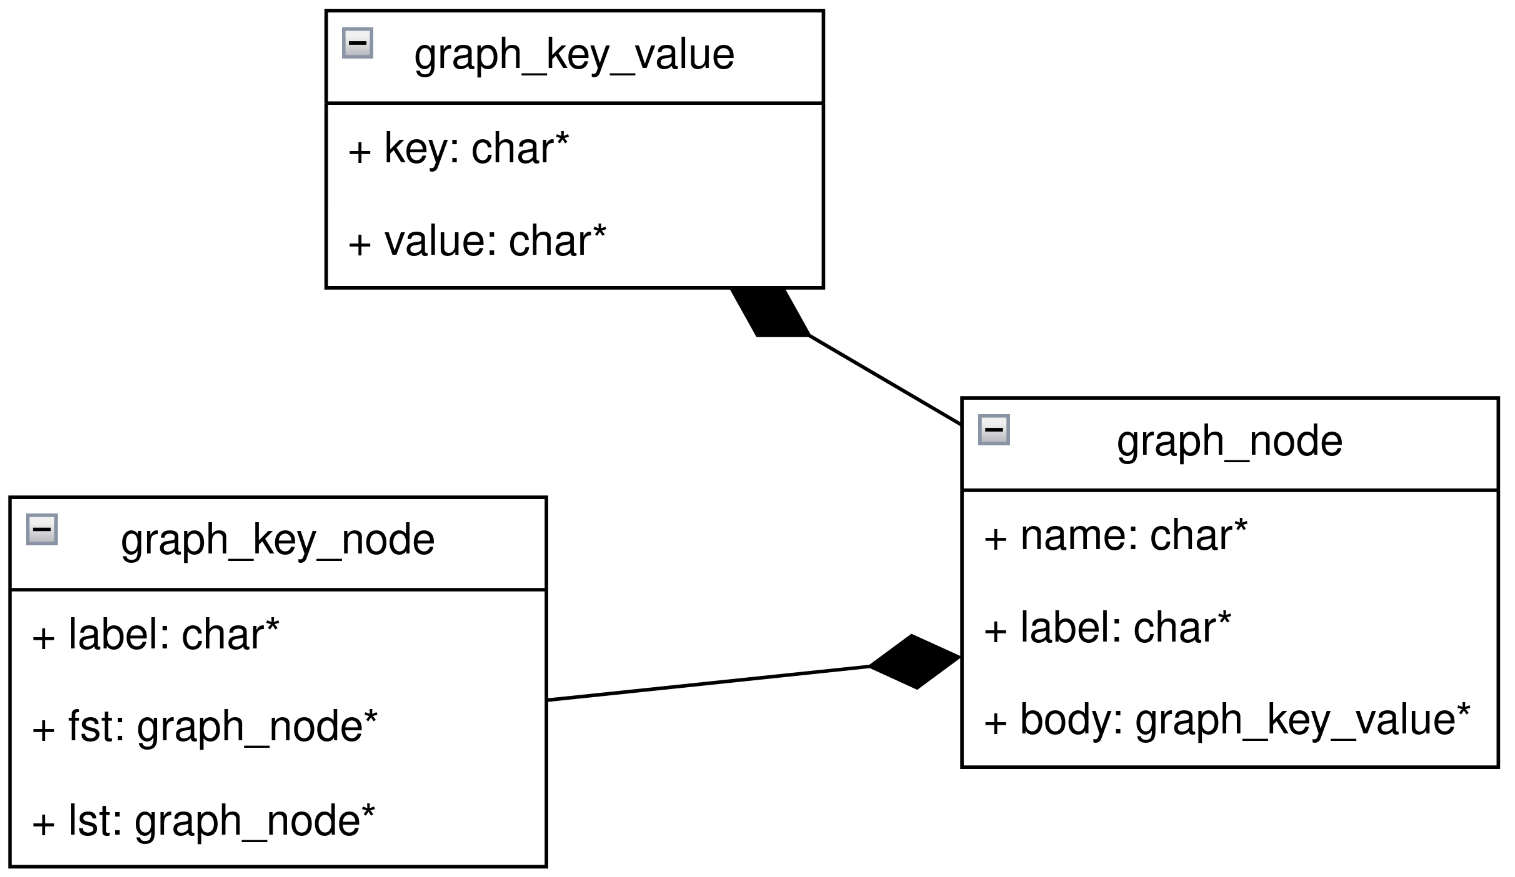 graph_key_value
+ key: char*
+ value: char*
graph_node
+ name: char*
+ label: char*
+ body: graph_key_value*
graph_key_node
+ label: char*
+ fst: graph_node*
+ lst: graph_node*